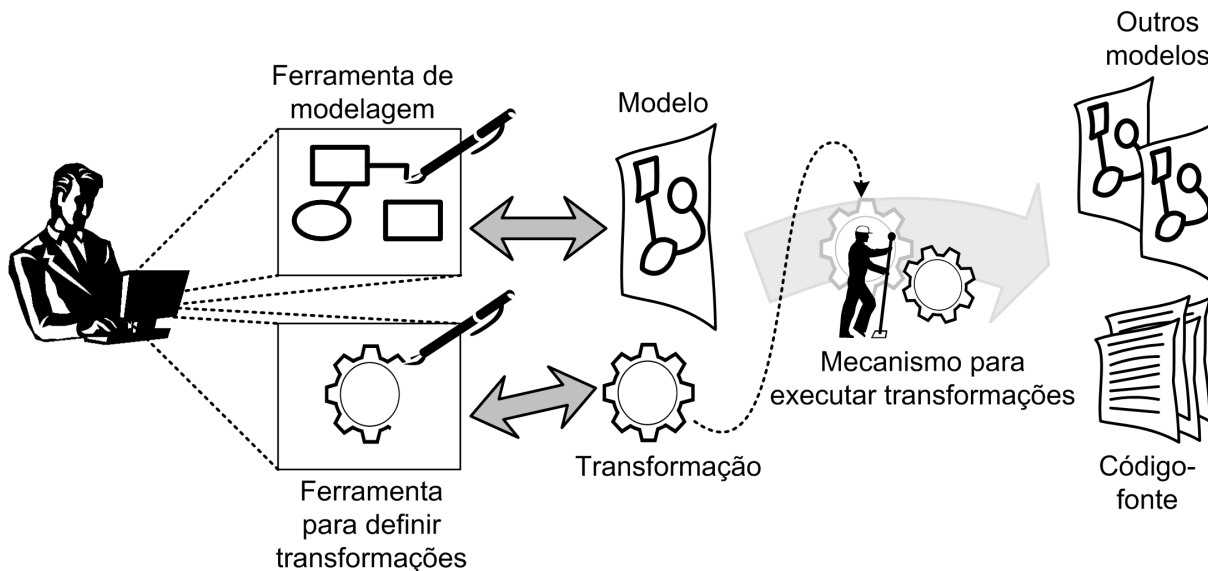 Ferramenta de
modelagem
Modelo
Outros
modelos
Mecanismo para
executar transformações
Transformação
Ferramenta
para definir
transformações
Código-
fonte